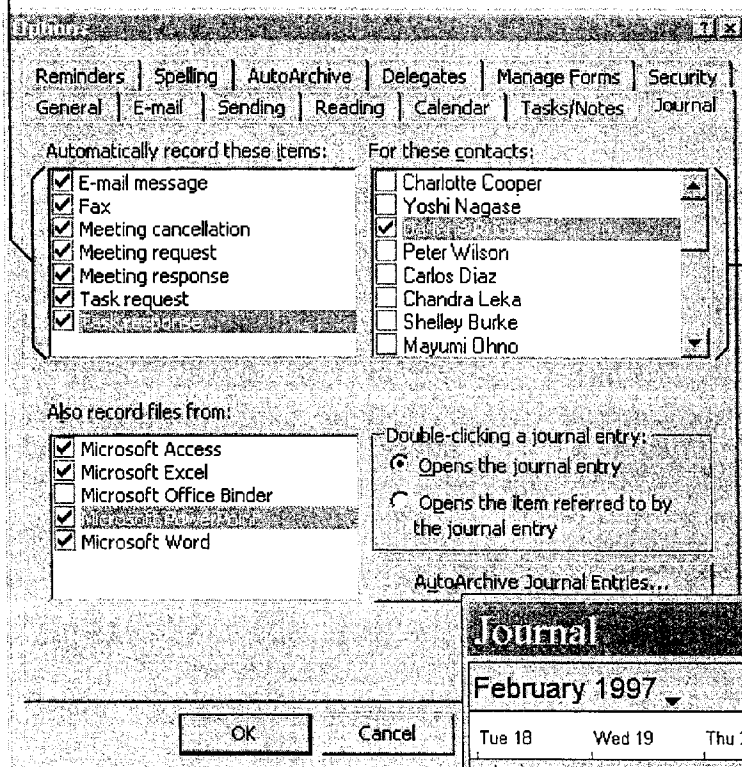 Options
Reminders Spelling AutoArchive Delegates Manage Forms Security
General E-mail Sending Reading Calendar Tasks/Notes Journal
Automatically record these items:
E-mail message
Fax
Meeting cancellation
Meeting request
Meeting response
Task request
Task response
For these contacts:
Charlotte Cooper
Yoshi Nagase
Peter Wilson
Carlos Diaz
Chandra Leka
Shelley Burke
Mayumi Ohno
Also record files from:
Microsoft Access
Microsoft Excel
Microsoft Office Binder
Microsoft PowerPoint
Microsoft Word
Double-clicking a journal entry:
Opens the journal entry
Opens the item referred to by
the journal entry
AutoArchive Journal Entries...
OK Cancel
Journal
February 1997
Tue 18 Wed 19 Thu